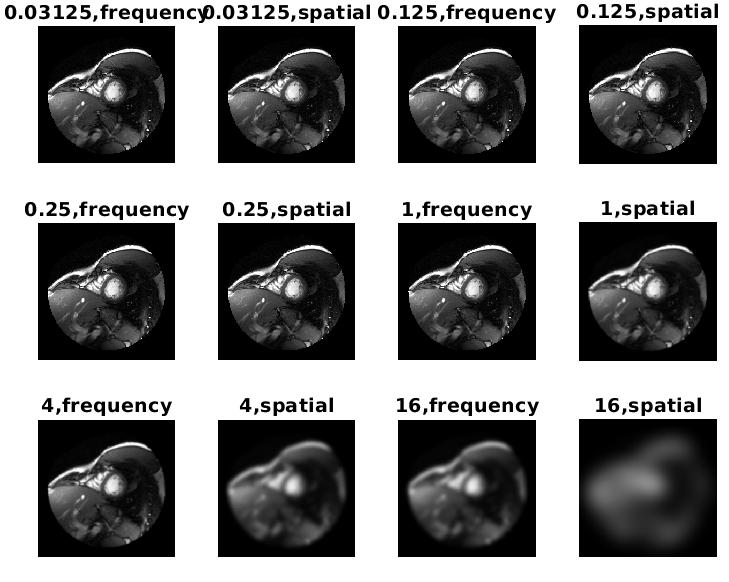 0.03125,frequency
0.03125,spatial
0.125,frequency
0.125,spatial
0.25,frequency
0.25,spatial
1,frequency
1,spatial
4,frequency
4,spatial
16,frequency
16,spatial